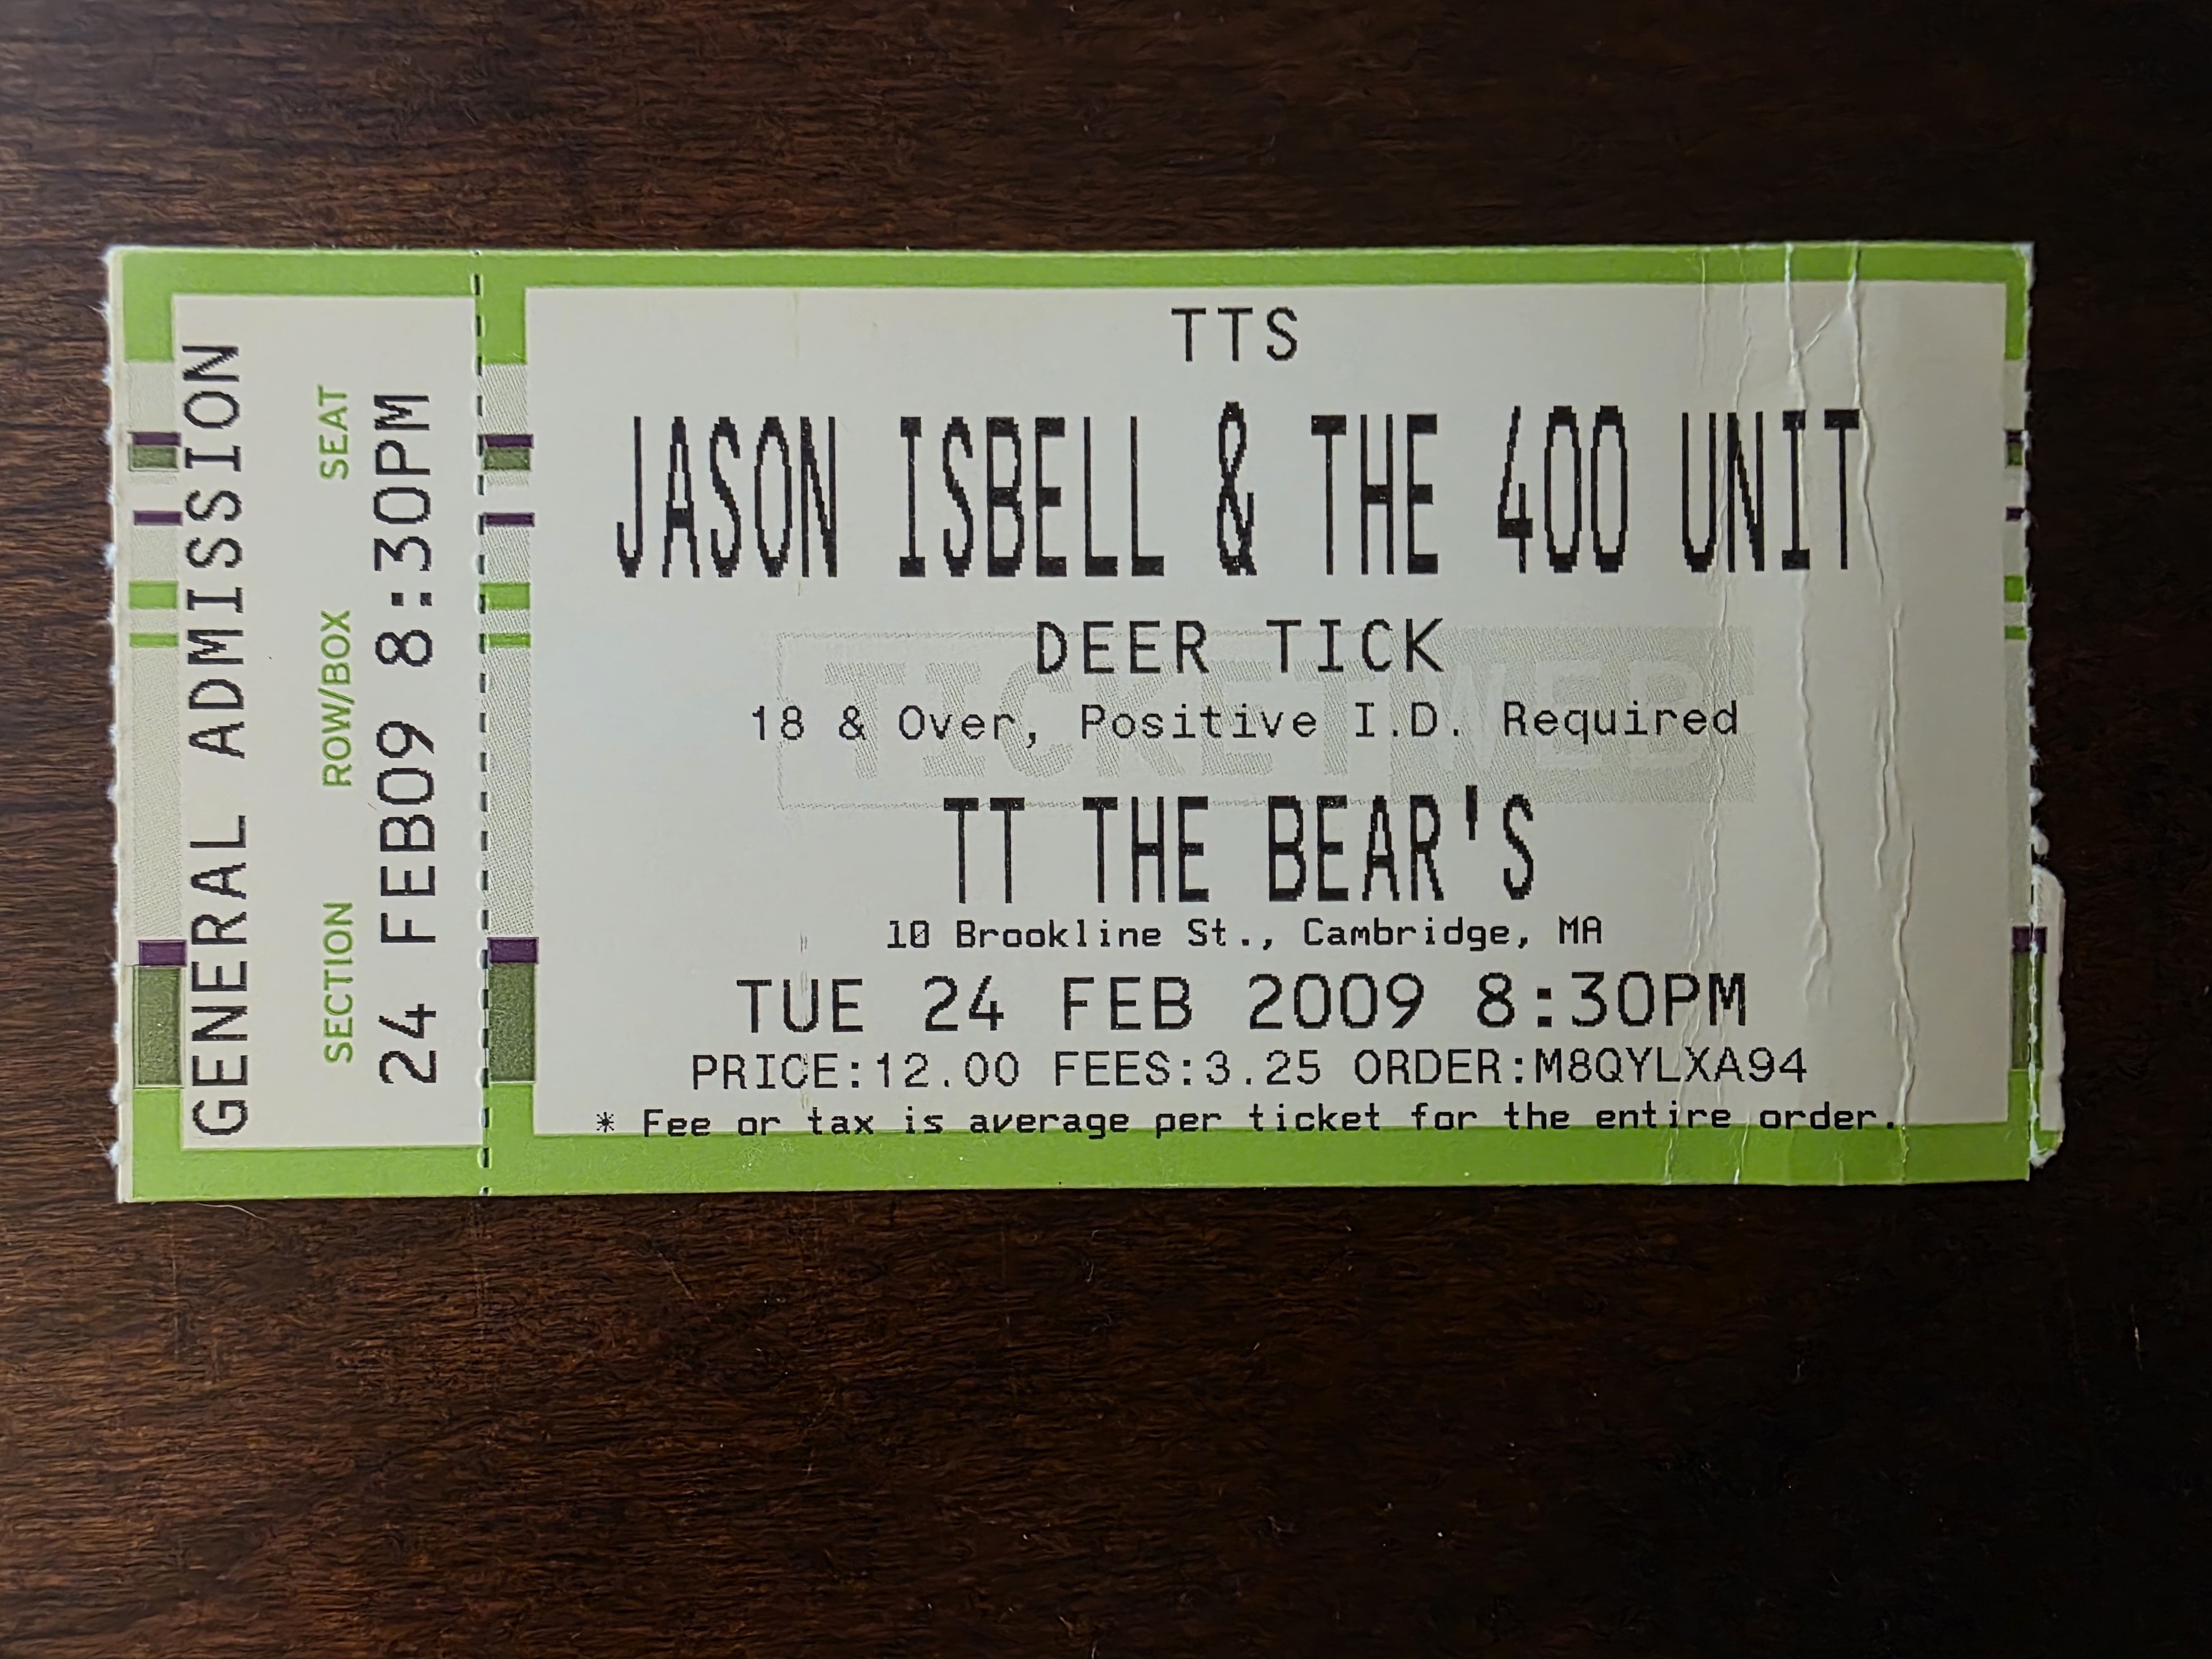 GENERAL ADMISSION
SECTION ROW/BOX SEAT
24 FEB09 8:30PM
TTS
JASON ISBELL & THE 400 UNIT
DEER TICK
TICKETWEB
18 & Over, Positive I.D. Required
TT THE BEAR'S
10 Brookline St., Cambridge, MA
TUE 24 FEB 2009 8:30PM
PRICE:12.00 FEES:3.25 ORDER:M8QYLXA94
* Fee or tax is average per ticket for the entire order.